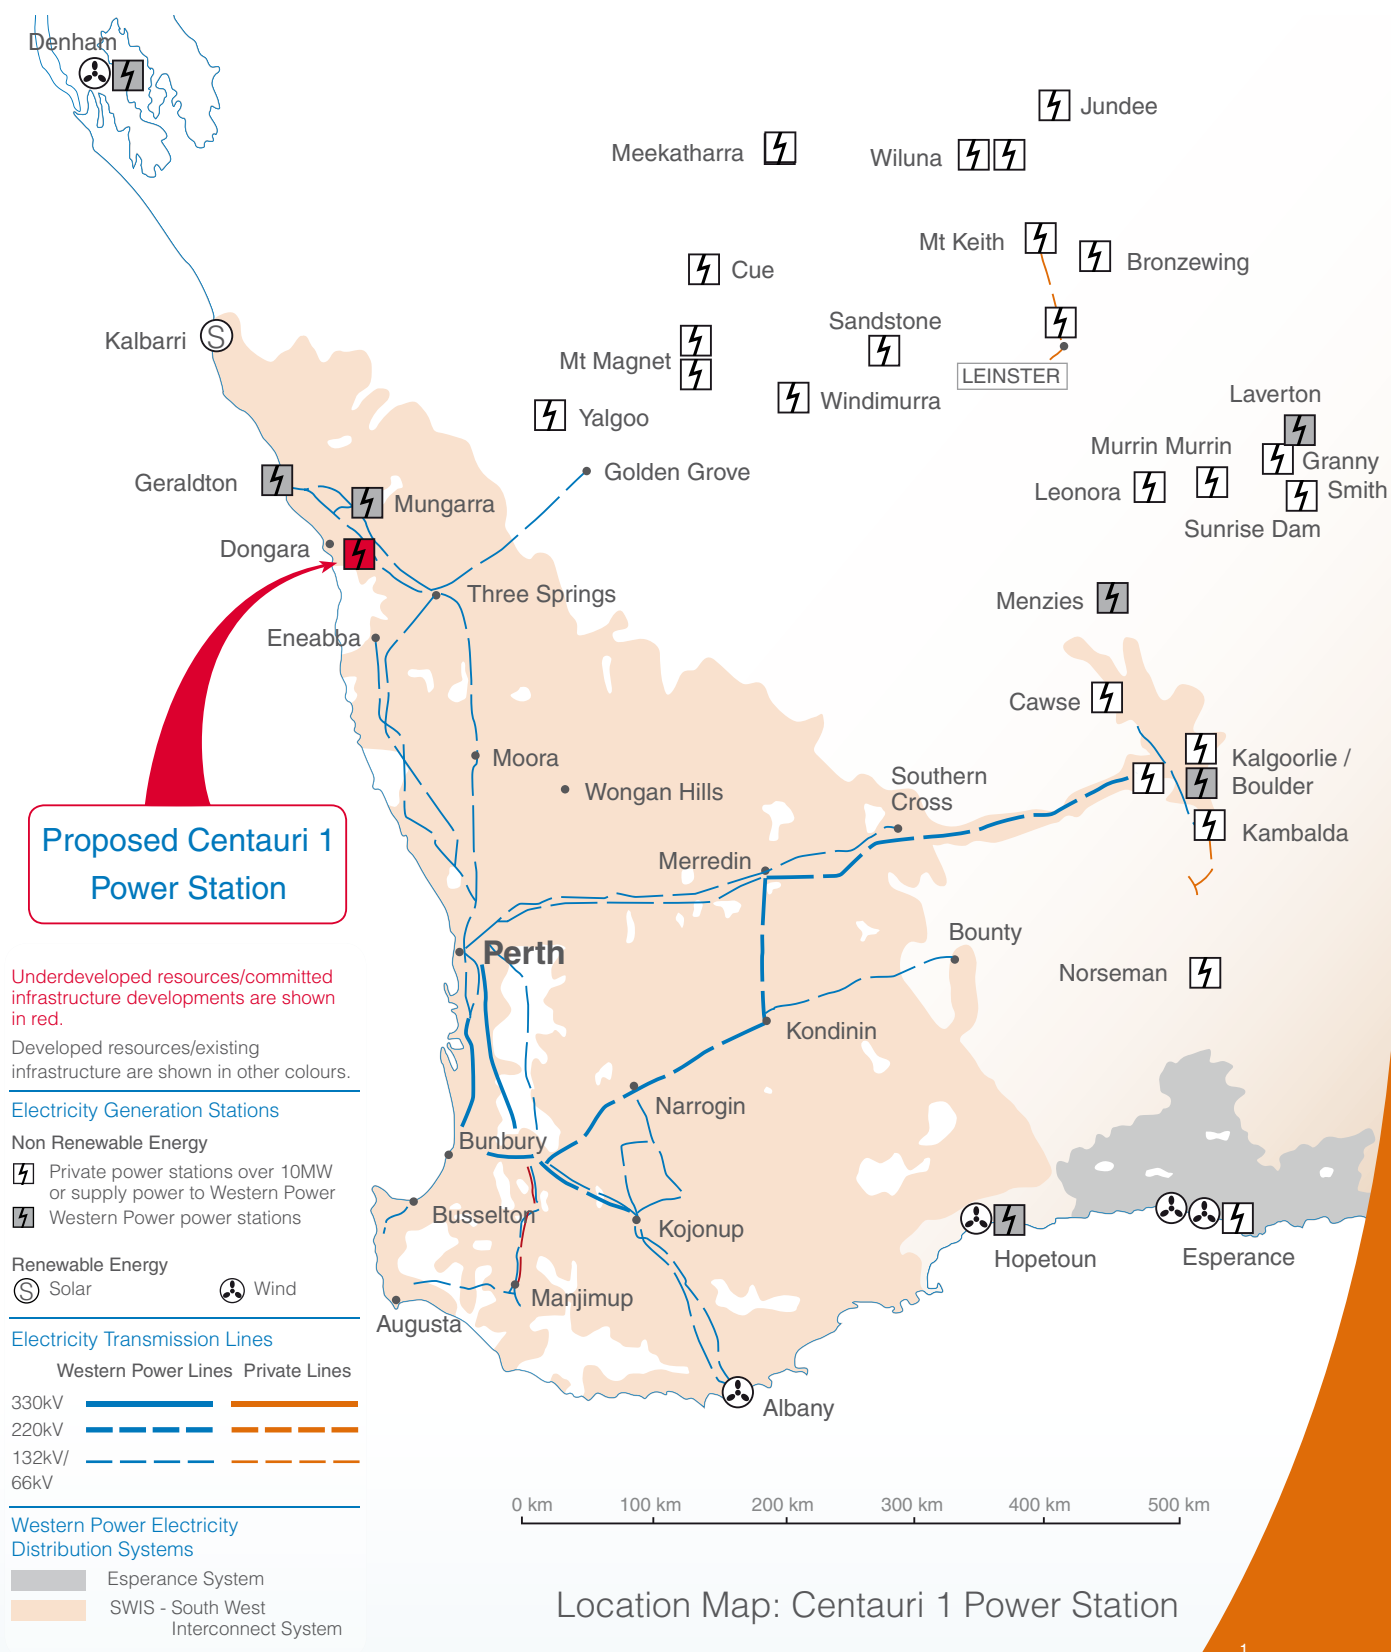 Denham
Jundee
Meekatharra
Wiluna
Mt Keith
Bronzewing
Cue
Sandstone
Kalbarri
S
Mt Magnet
LEINSTER
Windimurra
Laverton
Yalgoo
Murrin Murrin
Granny
Smith
Golden Grove
Geraldton
Leonora
Mungarra
Sunrise Dam
Dongara
Three Springs
Menzies
Eneabba
Cawse
Moora
Kalgoorlie /
Boulder
Southern
Cross
Wongan Hills
Kambalda
Proposed Centauri 1
Power Station
Merredin
Bounty
Perth
Norseman
Kondinin
Narrogin
Bunbury
Busselton
Kojonup
Hopetoun
Esperance
Manjimup
Augusta
Albany
Underdeveloped resources/committed
infrastructure developments are shown
in red.
Developed resources/existing
infrastructure are shown in other colours.
Electricity Generation Stations
Non Renewable Energy
Private power stations over 10MW
or supply power to Western Power
Western Power power stations
Renewable Energy
S Solar
Wind
Electricity Transmission Lines
Western Power Lines Private Lines
330kV
220kV
132kV/
66kV
Western Power Electricity
Distribution Systems
Esperance System
SWIS - South West
Interconnect System
0 km 100 km 200 km 300 km 400 km 500 km
Location Map: Centauri 1 Power Station
1